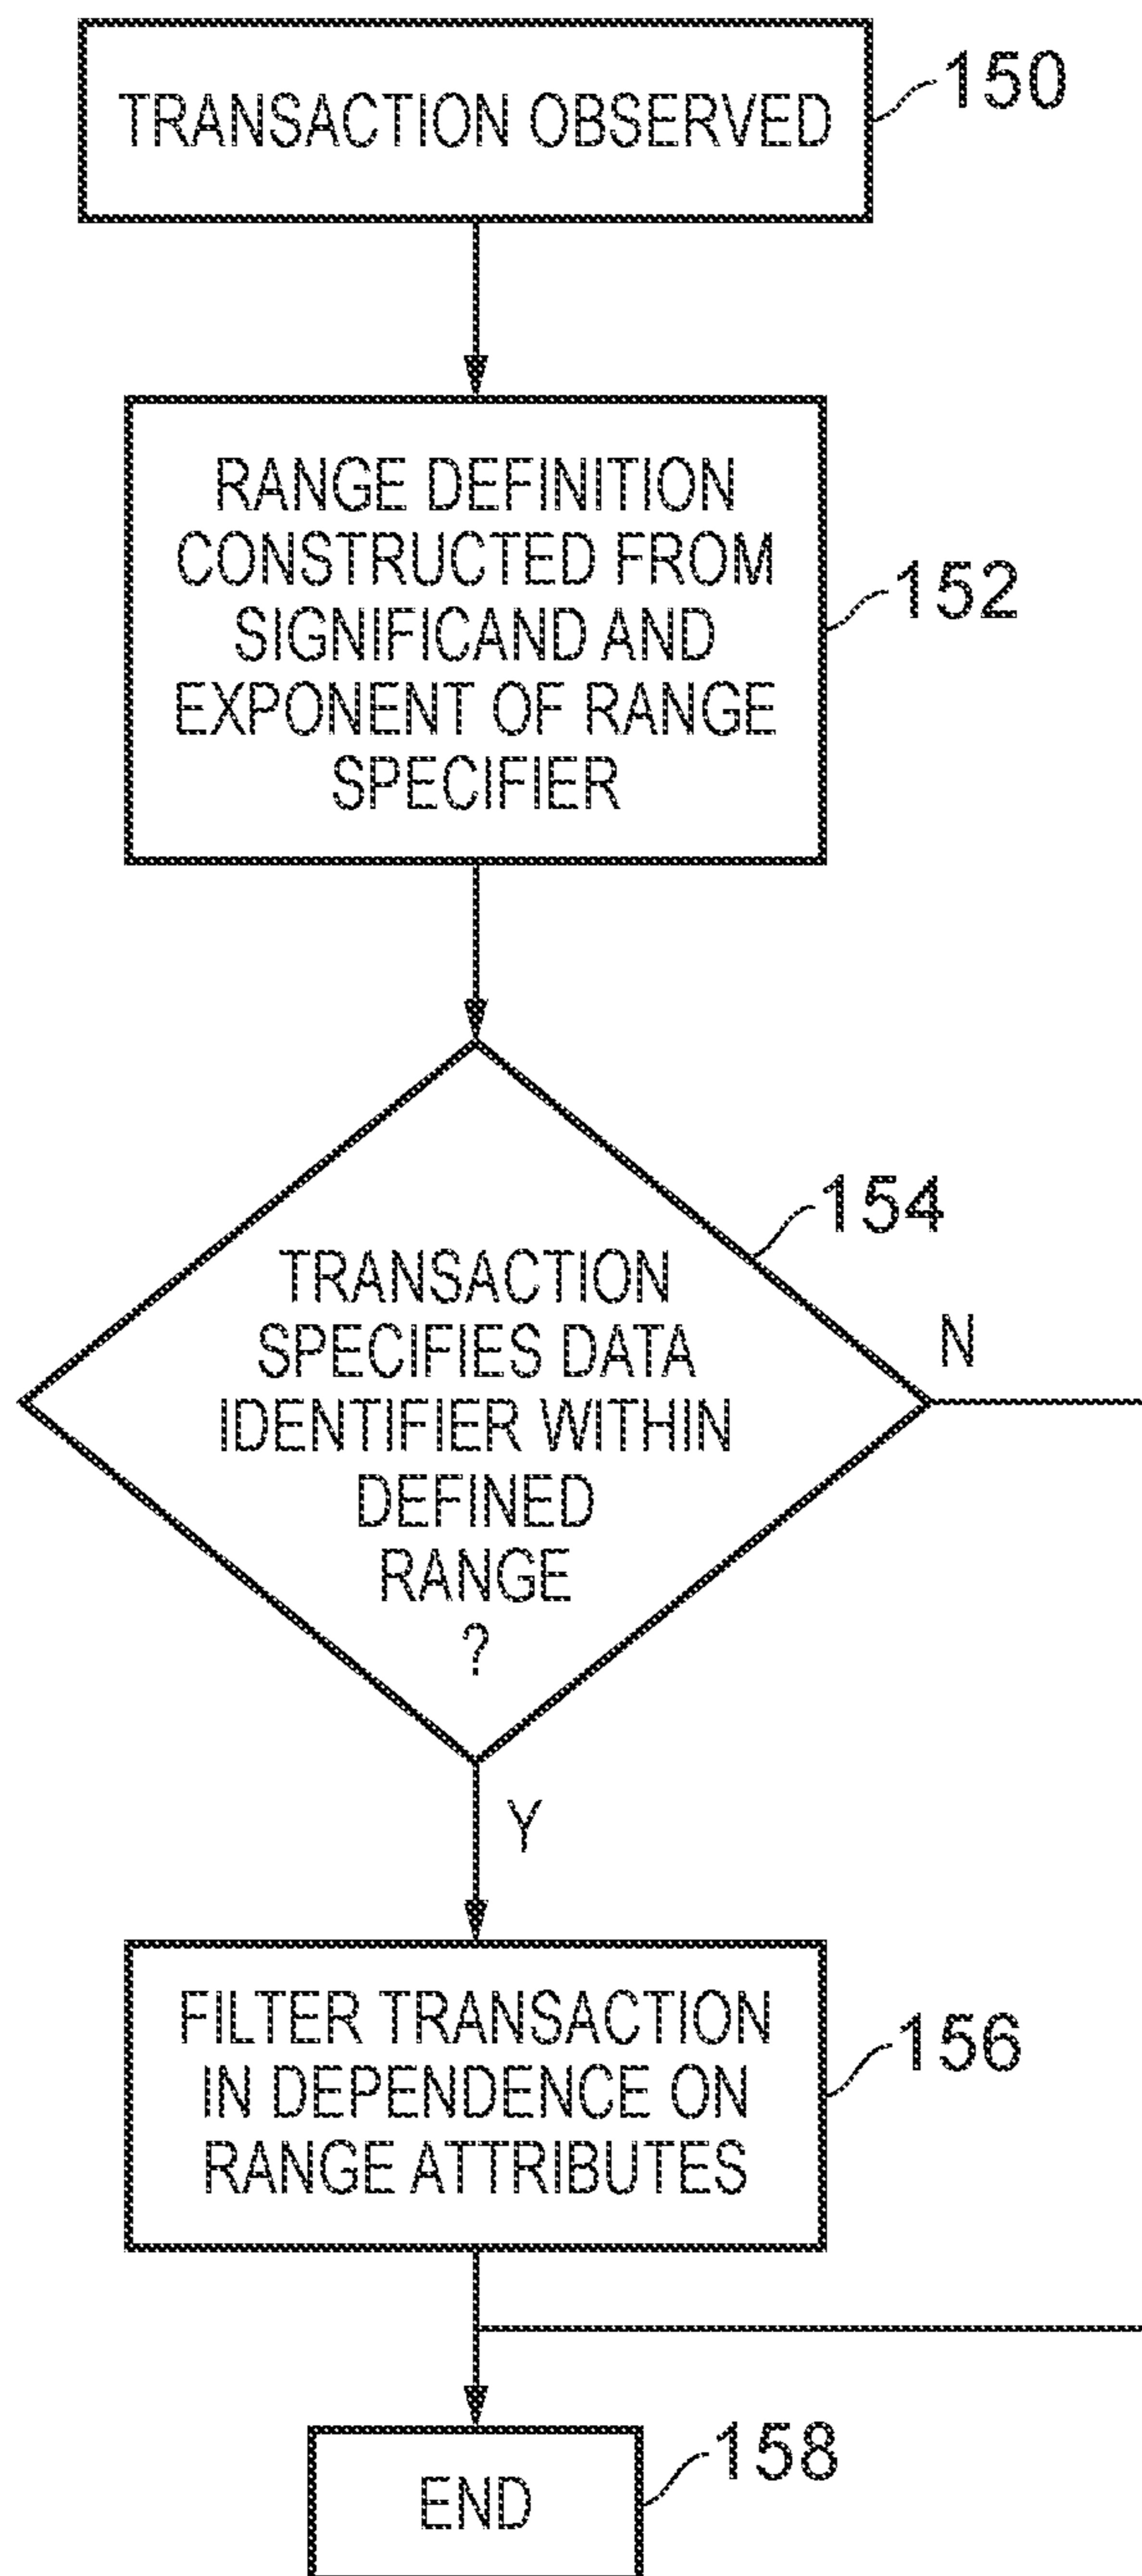 TRANSACTION OBSERVED
150
RANGE DEFINITION
CONSTRUCTED FROM
SIGNIFICAND AND
EXPONENT OF RANGE
SPECIFIER
152
154
TRANSACTION
SPECIFIES DATA
IDENTIFIER WITHIN
DEFINED
RANGE
?
N
Y
FILTER TRANSACTION
IN DEPENDENCE ON
RANGE ATTRIBUTES
156
END
158